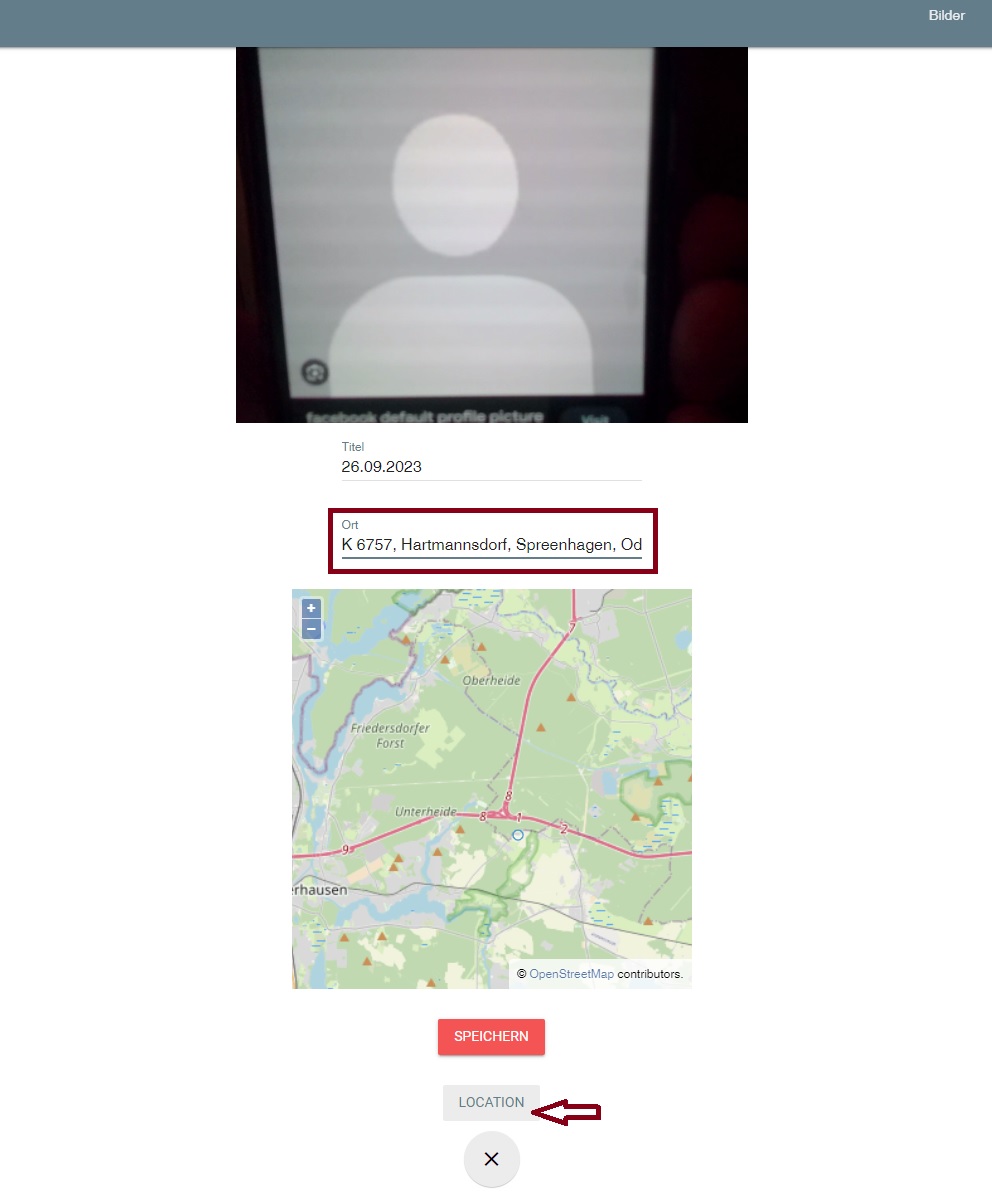 Bilder
facebook default profile picture
Visit
Titel
26.09.2023
Ort
K 6757, Hartmannsdorf, Spreenhagen, Od
+
−
7
Oberheide
Friedersdorfer
Forst
8
Unterheide
8
1
2
9
rhausen
© OpenStreetMap contributors.
SPEICHERN
LOCATION
×